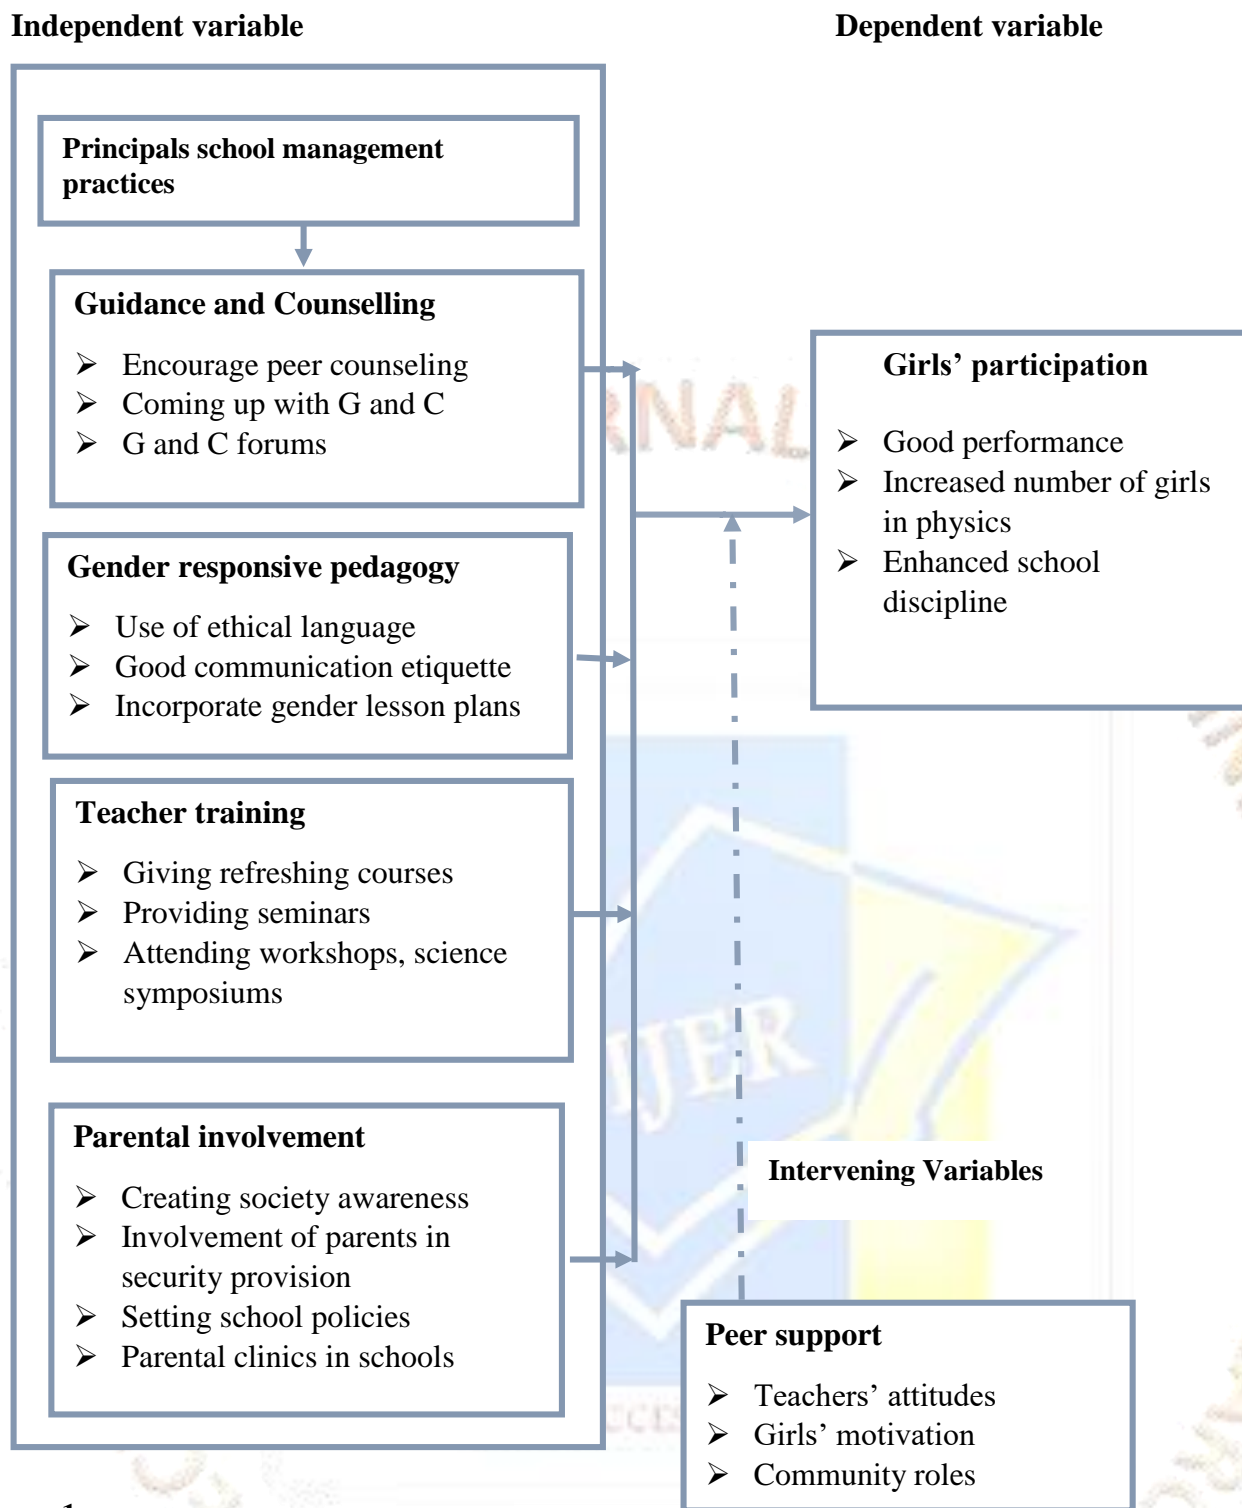 Independent variable
Dependent variable
Principals school management
practices
Guidance and Counselling
➢ Encourage peer counseling
➢ Coming up with G and C
➢ G and C forums
Gender responsive pedagogy
➢ Use of ethical language
➢ Good communication etiquette
➢ Incorporate gender lesson plans
Teacher training
➢ Giving refreshing courses
➢ Providing seminars
➢ Attending workshops, science
symposiums
Parental involvement
➢ Creating society awareness
➢ Involvement of parents in
security provision
➢ Setting school policies
➢ Parental clinics in schools
Girls’ participation
➢ Good performance
➢ Increased number of girls
in physics
➢ Enhanced school
discipline
Intervening Variables
Peer support
➢ Teachers’ attitudes
➢ Girls’ motivation
➢ Community roles
RNAL
IJER